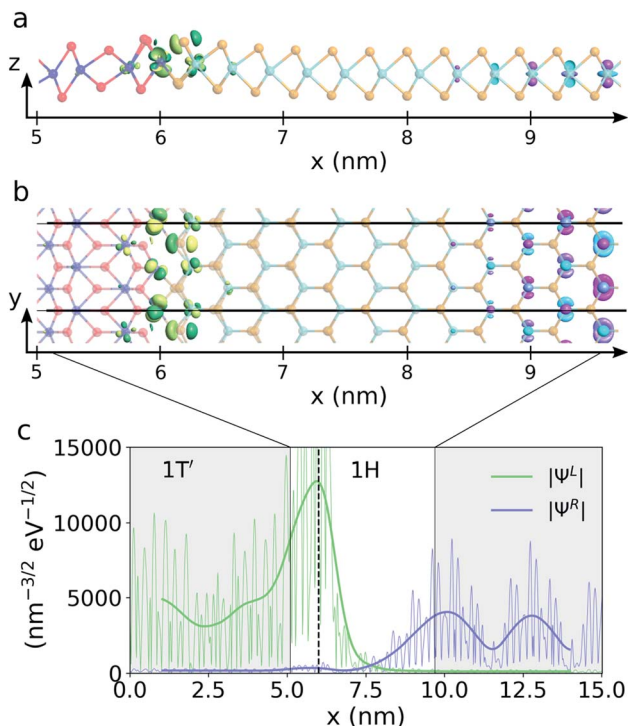 a
z
5 6 7 8 9
x (nm)
b
y
5 6 7 8 9
x (nm)
c
15000
10000
5000
0
(nm⁻³/² eV⁻¹/²)
1T′ 1H
|Ψᴸ|
|Ψᴿ|
0.0 2.5 5.0 7.5 10.0 12.5 15.0
x (nm)